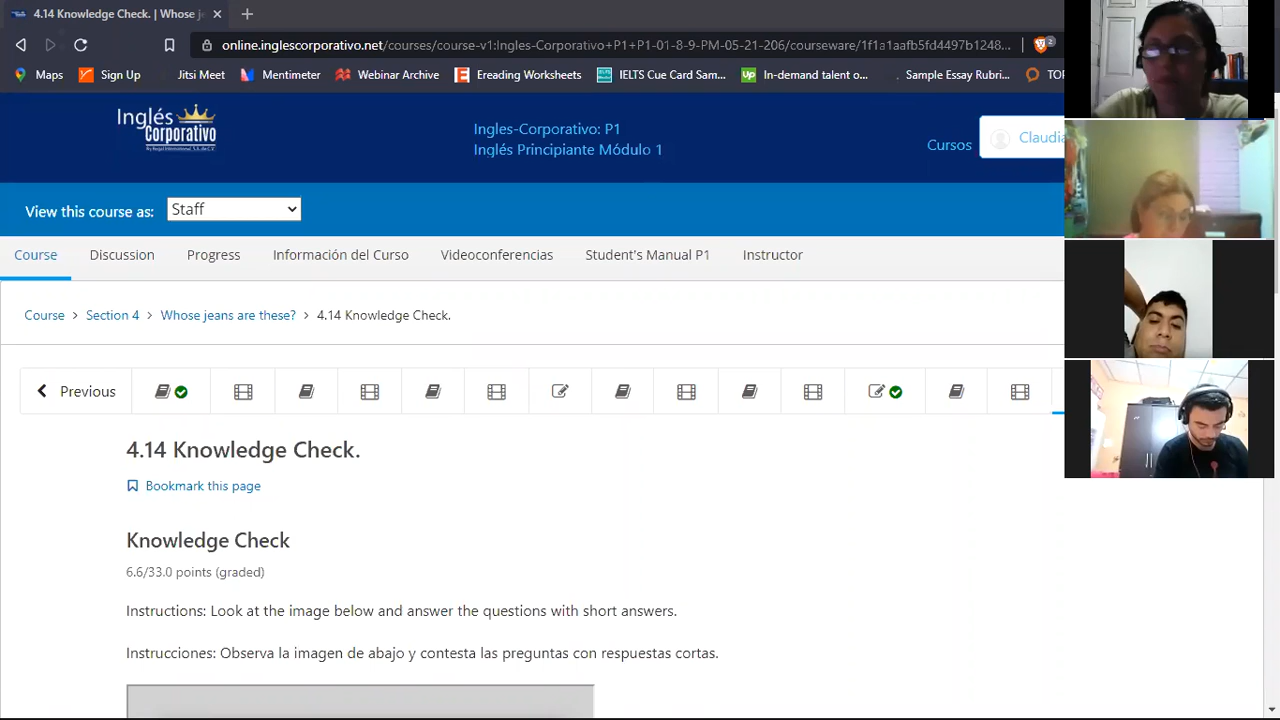 4.14 Knowledge Check. | Whose j
online.inglescorporativo.net/courses/course-v1:Ingles-Corporativo+P1+P1-01-8-9-PM-05-21-206/courseware/1f1a1aafb5fd4497b1248...
2
Maps
Sign Up
Jitsi Meet
Mentimeter
Webinar Archive
Ereading Worksheets
IELTS Cue Card Sam...
In-demand talent o...
Sample Essay Rubri...
TOP
Inglés
Corporativo
Ingles-Corporativo: P1
Inglés Principiante Módulo 1
Cursos
Claudia
View this course as:
Staff
Course
Discussion
Progress
Información del Curso
Videoconferencias
Student's Manual P1
Instructor
Course > Section 4 > Whose jeans are these? > 4.14 Knowledge Check.
Previous
4.14 Knowledge Check.
Bookmark this page
Knowledge Check
6.6/33.0 points (graded)
Instructions: Look at the image below and answer the questions with short answers.
Instrucciones: Observa la imagen de abajo y contesta las preguntas con respuestas cortas.